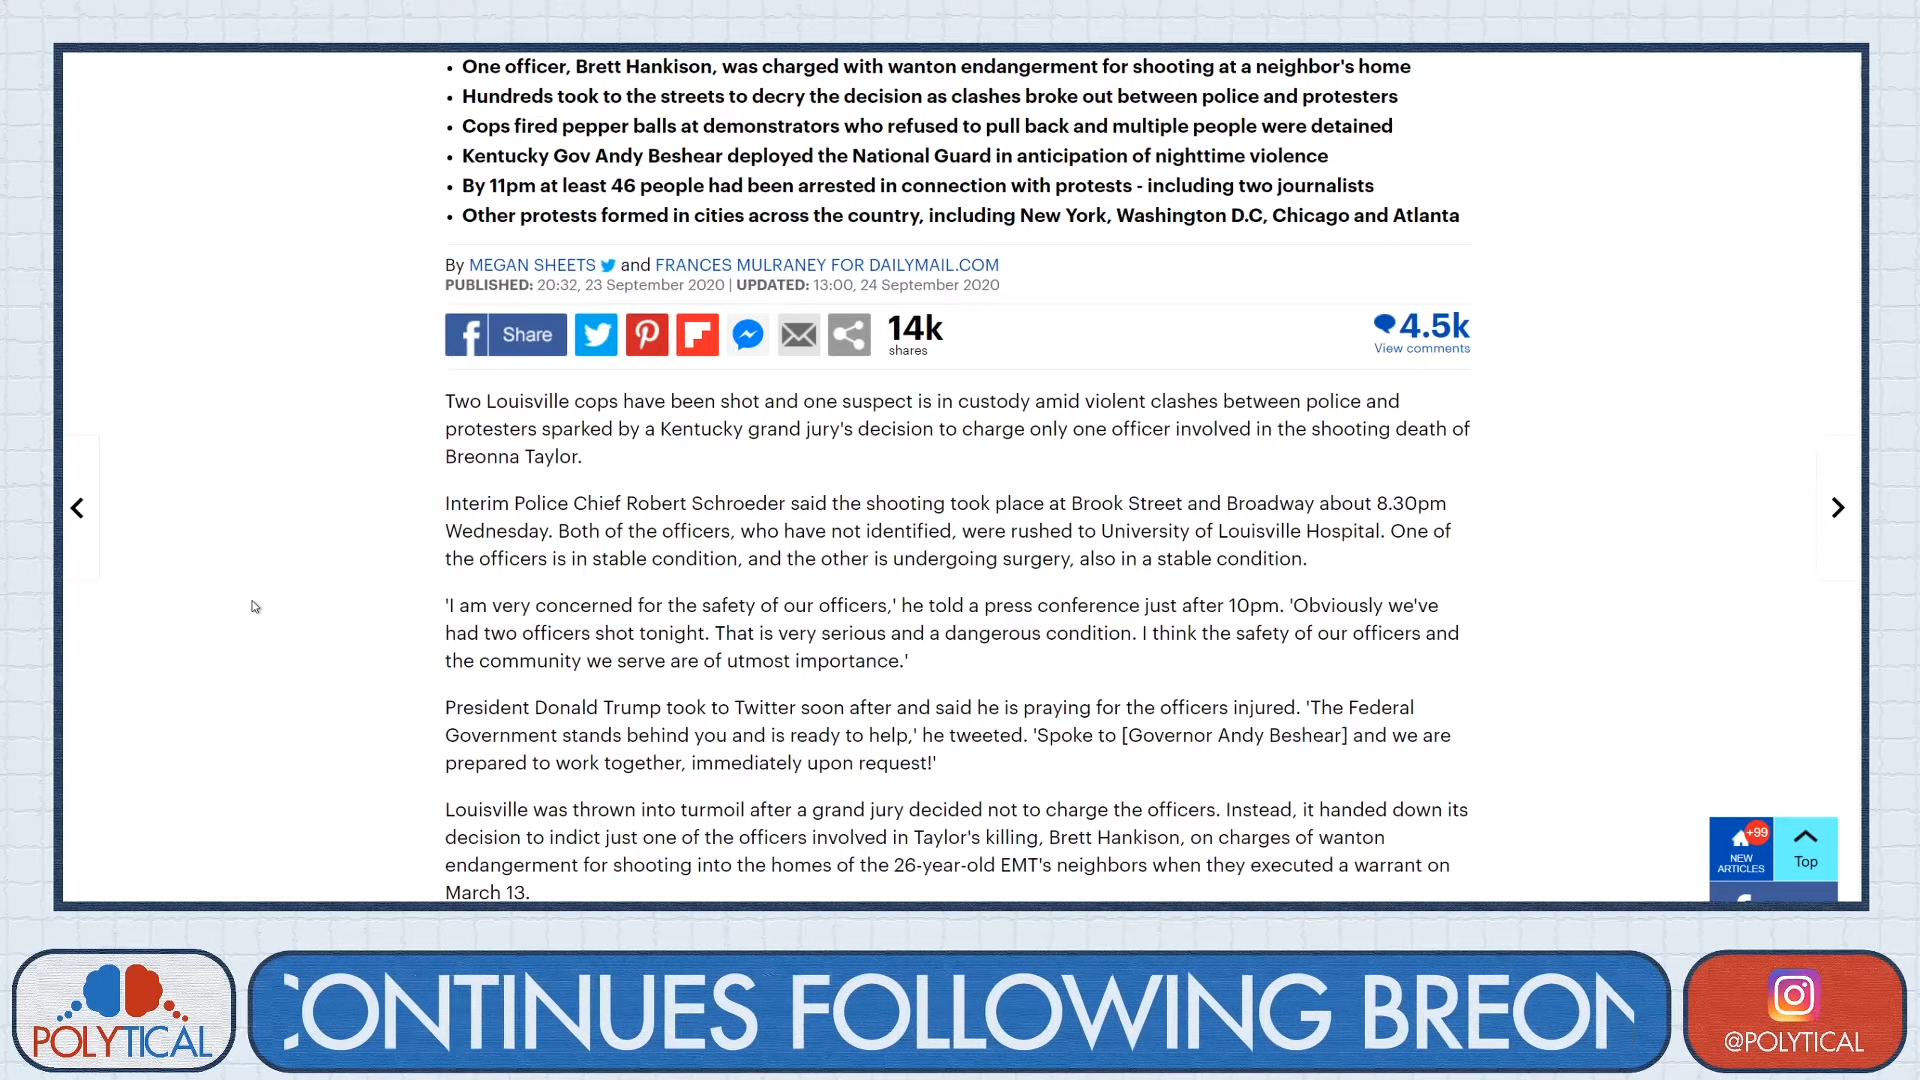 • One officer, Brett Hankison, was charged with wanton endangerment for shooting at a neighbor's home
• Hundreds took to the streets to decry the decision as clashes broke out between police and protesters
• Cops fired pepper balls at demonstrators who refused to pull back and multiple people were detained
• Kentucky Gov Andy Beshear deployed the National Guard in anticipation of nighttime violence
• By 11pm at least 46 people had been arrested in connection with protests - including two journalists
• Other protests formed in cities across the country, including New York, Washington D.C, Chicago and Atlanta
By MEGAN SHEETS and FRANCES MULRANEY FOR DAILYMAIL.COM
PUBLISHED: 20:32, 23 September 2020 | UPDATED: 13:00, 24 September 2020
Share
14k
shares
4.5k
View comments
Two Louisville cops have been shot and one suspect is in custody amid violent clashes between police and
protesters sparked by a Kentucky grand jury's decision to charge only one officer involved in the shooting death of
Breonna Taylor.
Interim Police Chief Robert Schroeder said the shooting took place at Brook Street and Broadway about 8.30pm
Wednesday. Both of the officers, who have not identified, were rushed to University of Louisville Hospital. One of
the officers is in stable condition, and the other is undergoing surgery, also in a stable condition.
'I am very concerned for the safety of our officers,' he told a press conference just after 10pm. 'Obviously we've
had two officers shot tonight. That is very serious and a dangerous condition. I think the safety of our officers and
the community we serve are of utmost importance.'
President Donald Trump took to Twitter soon after and said he is praying for the officers injured. 'The Federal
Government stands behind you and is ready to help,' he tweeted. 'Spoke to [Governor Andy Beshear] and we are
prepared to work together, immediately upon request!'
Louisville was thrown into turmoil after a grand jury decided not to charge the officers. Instead, it handed down its
decision to indict just one of the officers involved in Taylor's killing, Brett Hankison, on charges of wanton
endangerment for shooting into the homes of the 26-year-old EMT's neighbors when they executed a warrant on
March 13.
+99
NEW
ARTICLES
Top
POLYTICAL
CONTINUES FOLLOWING BREON
@POLYTICAL